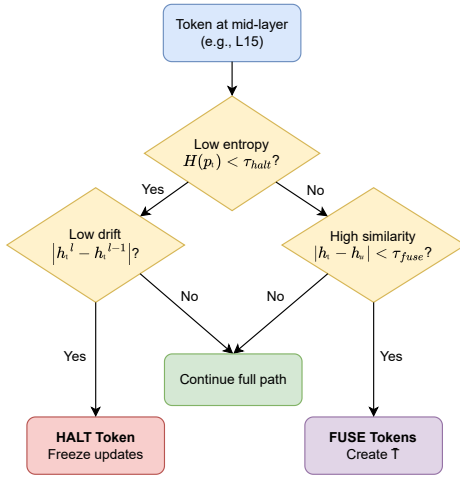 Token at mid-layer
(e.g., L15)
Low entropy
H(pₜ) < τ_halt?
Yes
No
Low drift
|hₜˡ − hₜˡ⁻¹|?
High similarity
|hₜ − hᵤ| < τ_fuse?
No
No
Yes
Continue full path
Yes
HALT Token
Freeze updates
FUSE Tokens
Create T̂